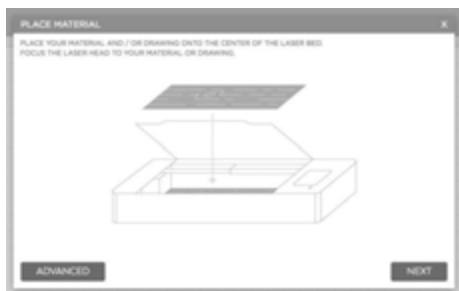 PLACE MATERIAL X
PLACE YOUR MATERIAL AND / OR DRAWING ONTO THE CENTER OF THE LASER BED.
FOCUS THE LASER HEAD TO YOUR MATERIAL OR DRAWING.
ADVANCED NEXT